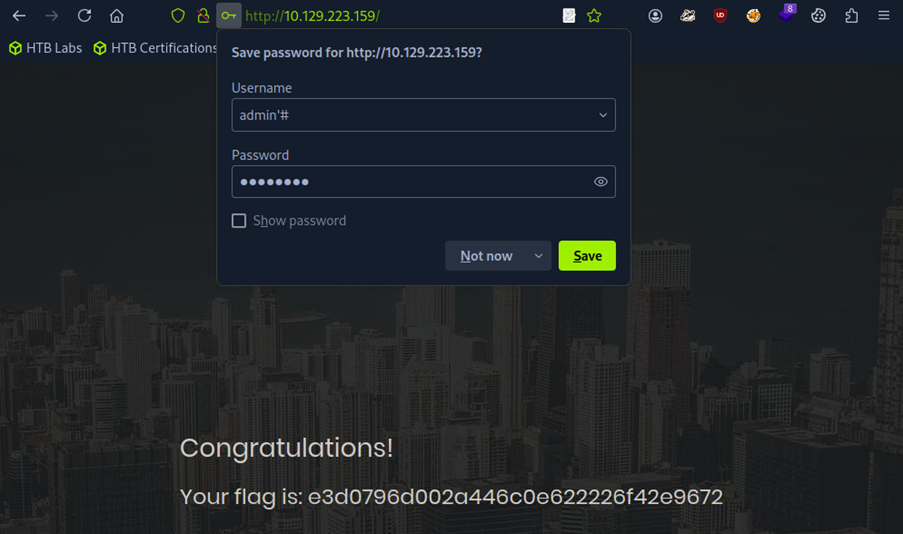 http://10.129.223.159/
8
HTB Labs
HTB Certifications
Save password for http://10.129.223.159?
Username
admin'#
Password
●●●●●●●●
Show password
Not now
Save
Congratulations!
Your flag is: e3d0796d002a446c0e622226f42e9672